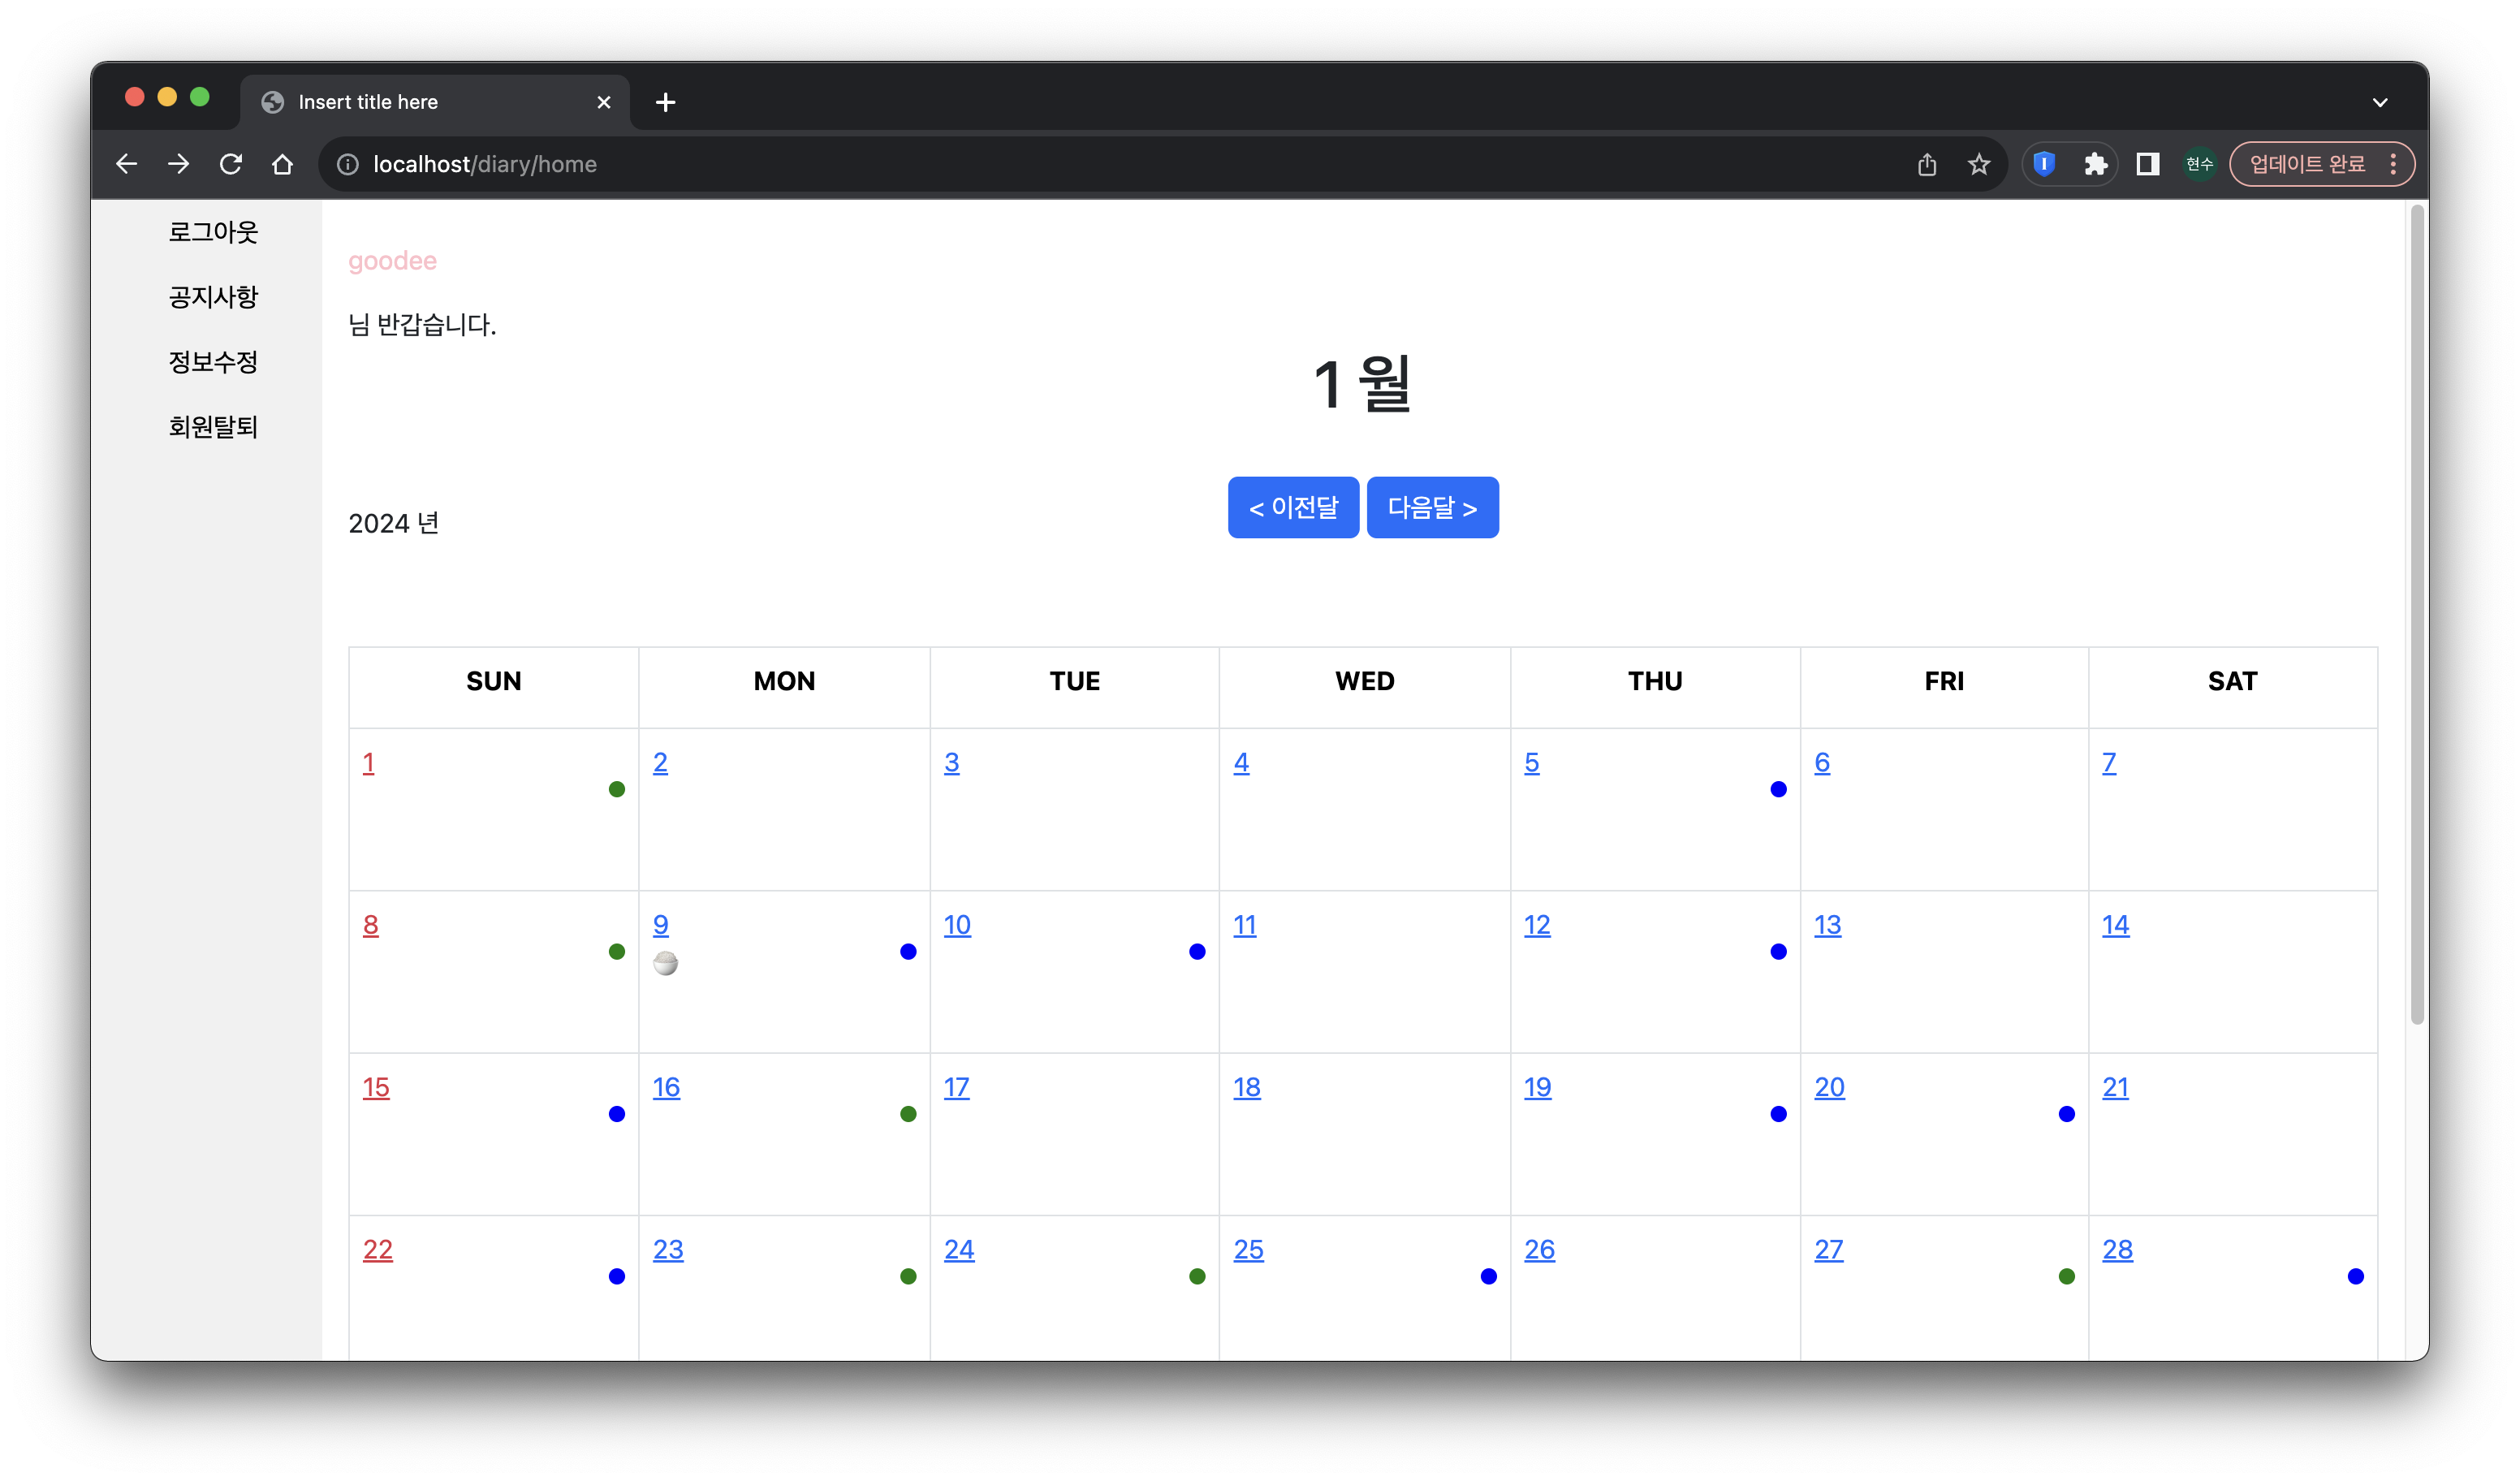 Insert title here
localhost/diary/home
현수
업데이트 완료
로그아웃
공지사항
정보수정
회원탈퇴
goodee
님 반갑습니다.
1 월
2024 년
< 이전달
다음달 >
SUN MON TUE WED THU FRI SAT
1 2 3 4 5 6 7
8 9 10 11 12 13 14
15 16 17 18 19 20 21
22 23 24 25 26 27 28